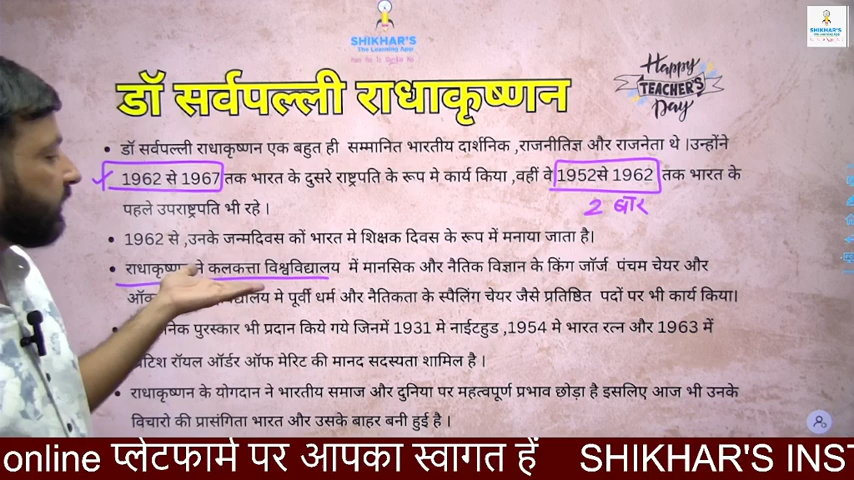 SHIKHAR'S
The Learning App
SHIKHAR'S
डॉ सर्वपल्ली राधाकृष्णन
Happy
TEACHER'S
Day
• डॉ सर्वपल्ली राधाकृष्णन एक बहुत ही सम्मानित भारतीय दार्शनिक ,राजनीतिज्ञ और राजनेता थे ।उन्होंने
1962 से 1967 तक भारत के दुसरे राष्ट्रपति के रूप मे कार्य किया ,वहीं वे 1952से 1962 तक भारत के
2 बार
पहले उपराष्ट्रपति भी रहे ।
• 1962 से ,उनके जन्मदिवस कों भारत मे शिक्षक दिवस के रूप में मनाया जाता है।
• राधाकृष्णन ने कलकत्ता विश्वविद्यालय में मानसिक और नैतिक विज्ञान के किंग जॉर्ज पंचम चेयर और
मे पूर्वी धर्म और नैतिकता के स्पैलिंग चेयर जैसे प्रतिष्ठित पदों पर भी कार्य किया।
पुरस्कार भी प्रदान किये गये जिनमें 1931 मे नाईटहुड ,1954 मे भारत रत्न और 1963 में
रॉयल ऑर्डर ऑफ मेरिट की मानद सदस्यता शामिल है ।
• राधाकृष्णन के योगदान ने भारतीय समाज और दुनिया पर महत्वपूर्ण प्रभाव छोड़ा है इसलिए आज भी उनके
विचारो की प्रासंगिता भारत और उसके बाहर बनी हुई है ।
online प्लेटफार्म पर आपका स्वागत हें SHIKHAR'S INST